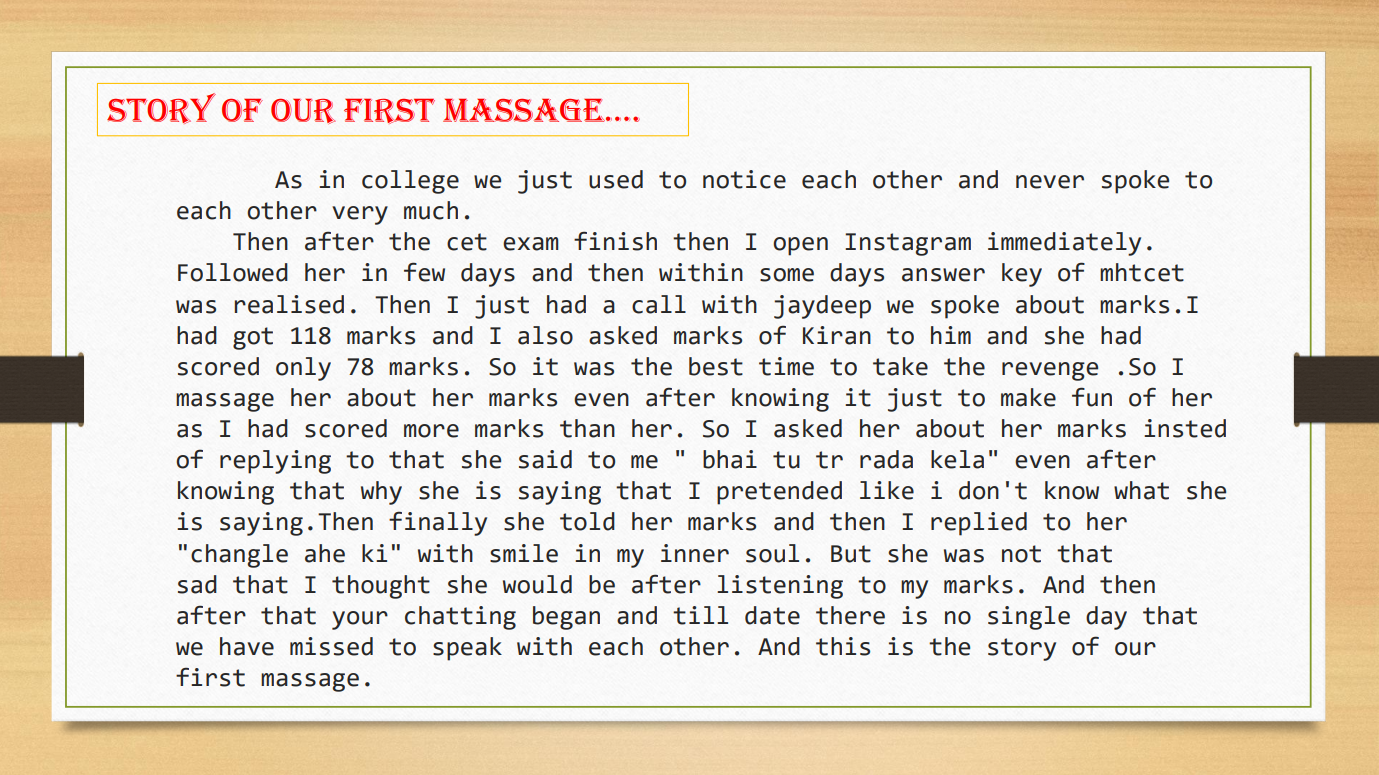 STORY OF OUR FIRST MASSAGE....
As in college we just used to notice each other and never spoke to
each other very much.
Then after the cet exam finish then I open Instagram immediately.
Followed her in few days and then within some days answer key of mhtcet
was realised. Then I just had a call with jaydeep we spoke about marks.I
had got 118 marks and I also asked marks of Kiran to him and she had
scored only 78 marks. So it was the best time to take the revenge .So I
massage her about her marks even after knowing it just to make fun of her
as I had scored more marks than her. So I asked her about her marks insted
of replying to that she said to me " bhai tu tr rada kela" even after
knowing that why she is saying that I pretended like i don't know what she
is saying.Then finally she told her marks and then I replied to her
"changle ahe ki" with smile in my inner soul. But she was not that
sad that I thought she would be after listening to my marks. And then
after that your chatting began and till date there is no single day that
we have missed to speak with each other. And this is the story of our
first massage.